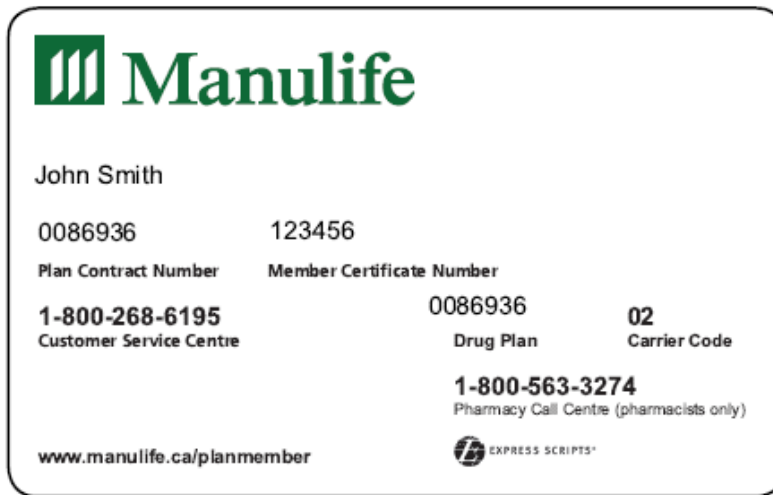 Manulife
John Smith
0086936 123456
Plan Contract Number Member Certificate Number
1-800-268-6195 0086936 02
Customer Service Centre Drug Plan Carrier Code
1-800-563-3274
Pharmacy Call Centre (pharmacists only)
www.manulife.ca/planmember EXPRESS SCRIPTS®